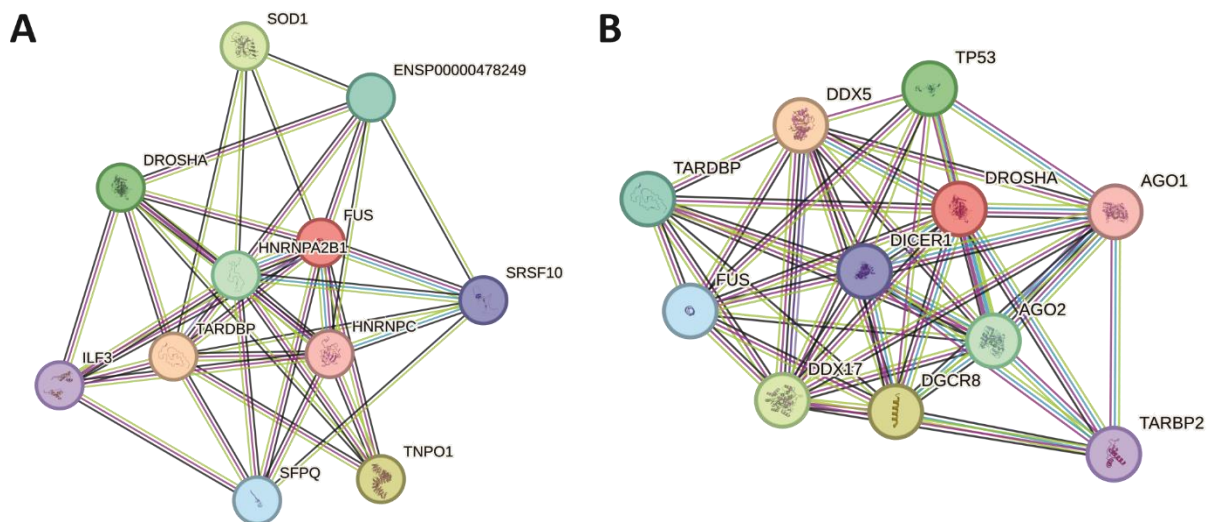 A
SOD1
ENSP00000478249
DROSHA
FUS
HNRNPA2B1
SRSF10
TARDBP
HNRNPC
ILF3
TNPO1
SFPQ
B
TP53
DDX5
TARDBP
DROSHA
AGO1
DICER1
FUS
AGO2
DDX17
DGCR8
TARBP2